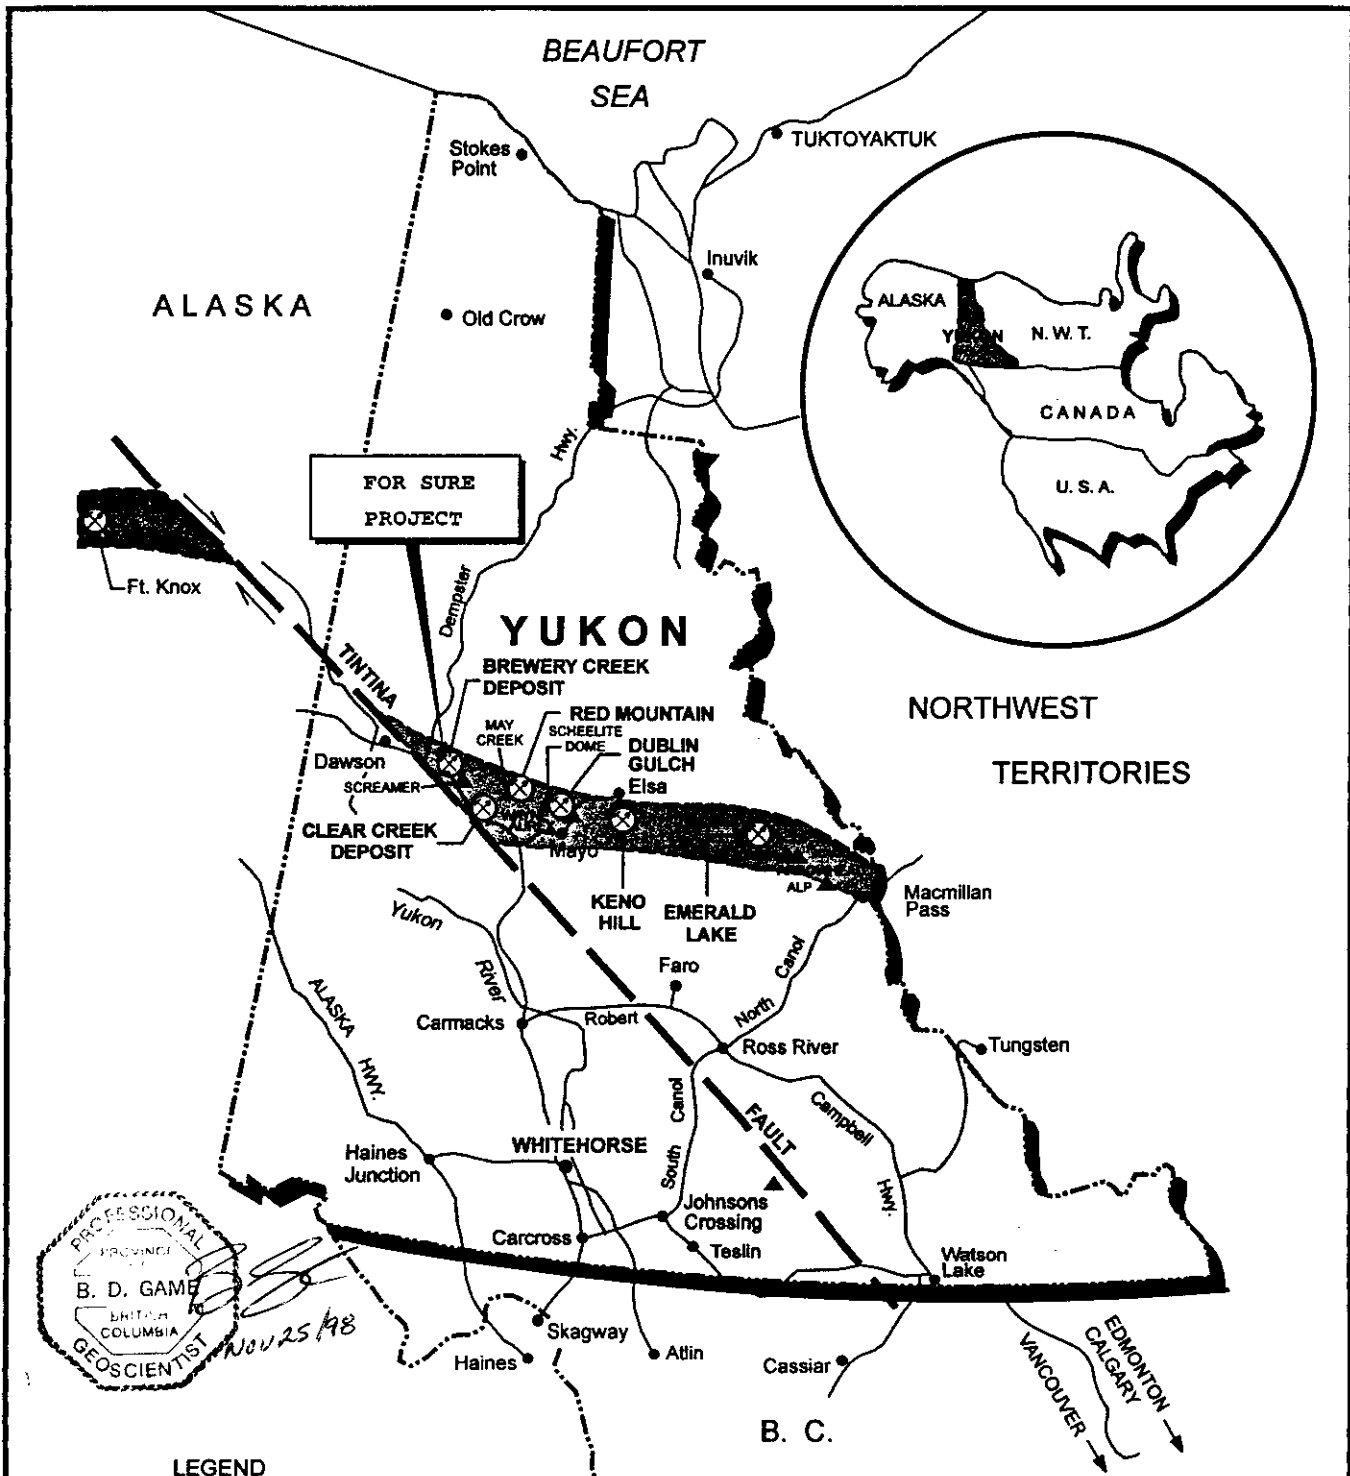 BEAUFORT
SEA
Stokes
Point
TUKTOYAKTUK
Inuvik
ALASKA
Old Crow
ALASKA
YUKON
N.W.T.
CANADA
U.S.A.
Hwy.
Dempster
FOR SURE
PROJECT
Ft. Knox
YUKON
TINTINA
BREWERY CREEK
DEPOSIT
MAY
CREEK
RED MOUNTAIN
SCHEELITE
DOME
DUBLIN
GULCH
Elsa
Dawson
SCREAMER
CLEAR CREEK
DEPOSIT
Mayo
NORTHWEST
TERRITORIES
KENO
HILL
EMERALD
LAKE
ALP
Macmillan
Pass
Yukon
River
Faro
North
Canol
ALASKA
HWY.
Carmacks
Robert
Ross River
Tungsten
Campbell
Hwy.
South
Canol
FAULT
WHITEHORSE
Haines
Junction
Johnsons
Crossing
Carcross
Teslin
Watson
Lake
PROFESSIONAL
PROVINCE
B. D. GAME
BRITISH
COLUMBIA
GEOSCIENTIST
NOV 25/98
Skagway
Haines
Atlin
Cassiar
B. C.
VANCOUVER
EDMONTON
CALGARY
LEGEND